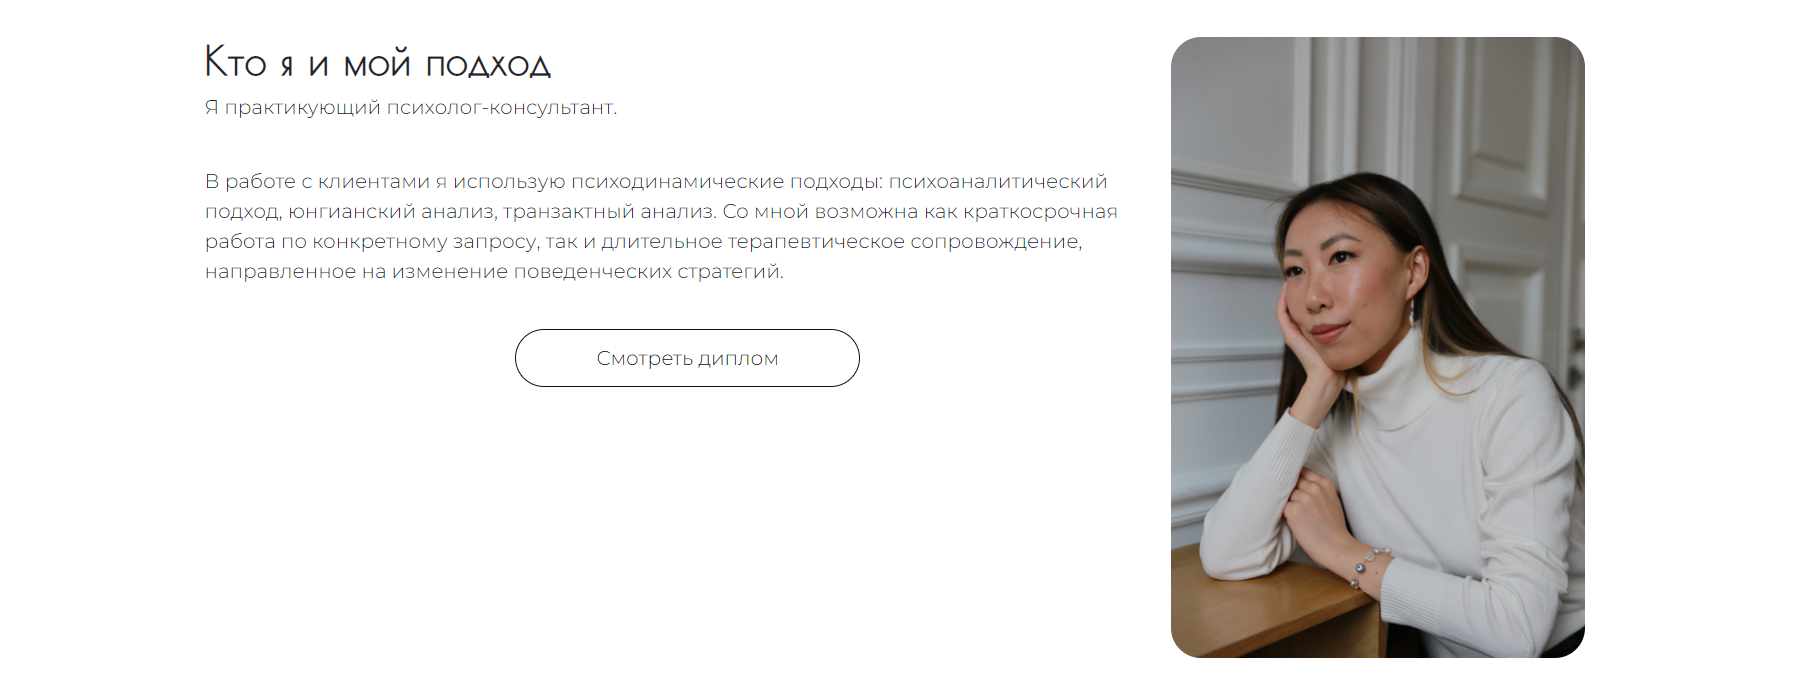 Кто я и мой подход
Я практикующий психолог-консультант.
В работе с клиентами я использую психодинамические подходы: психоаналитический
подход, юнгианский анализ, транзактный анализ. Со мной возможна как краткосрочная
работа по конкретному запросу, так и длительное терапевтическое сопровождение,
направленное на изменение поведенческих стратегий.
Смотреть диплом